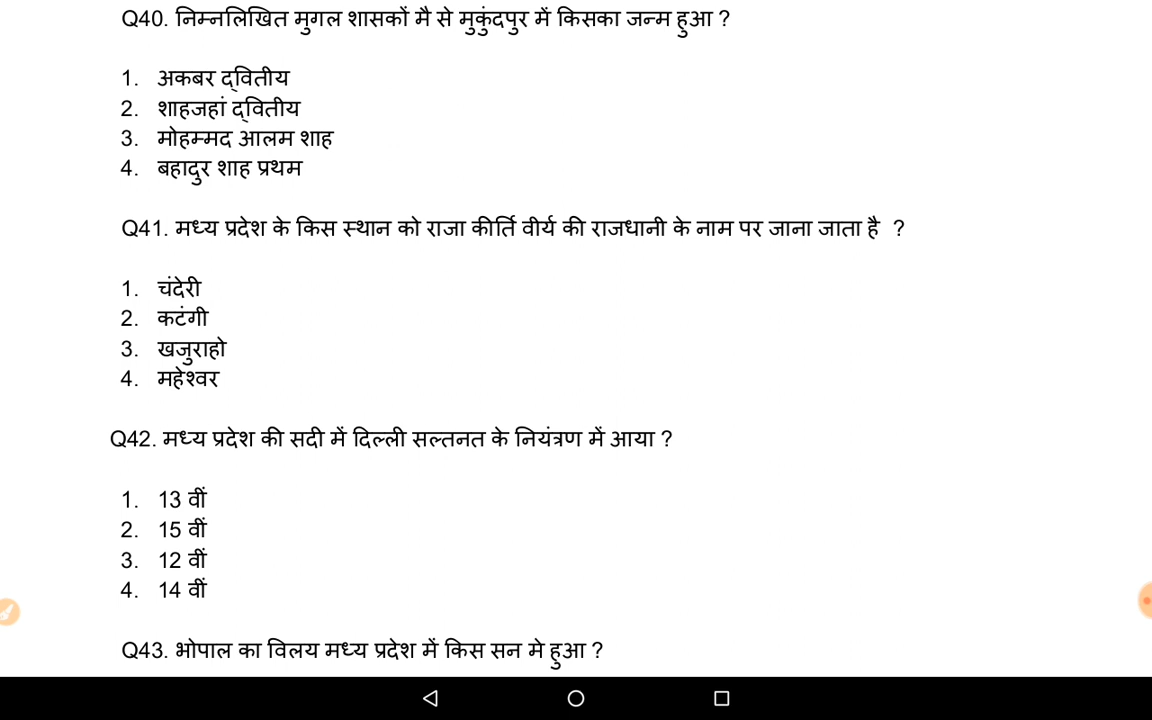 Q40. निम्नलिखित मुगल शासकों मै से मुकुंदपुर में किसका जन्म हुआ ?
1. अकबर द्वितीय
2. शाहजहां द्वितीय
3. मोहम्मद आलम शाह
4. बहादुर शाह प्रथम
Q41. मध्य प्रदेश के किस स्थान को राजा कीर्ति वीर्य की राजधानी के नाम पर जाना जाता है ?
1. चंदेरी
2. कटंगी
3. खजुराहो
4. महेश्वर
Q42. मध्य प्रदेश की सदी में दिल्ली सल्तनत के नियंत्रण में आया ?
1. 13 वीं
2. 15 वीं
3. 12 वीं
4. 14 वीं
Q43. भोपाल का विलय मध्य प्रदेश में किस सन मे हुआ ?